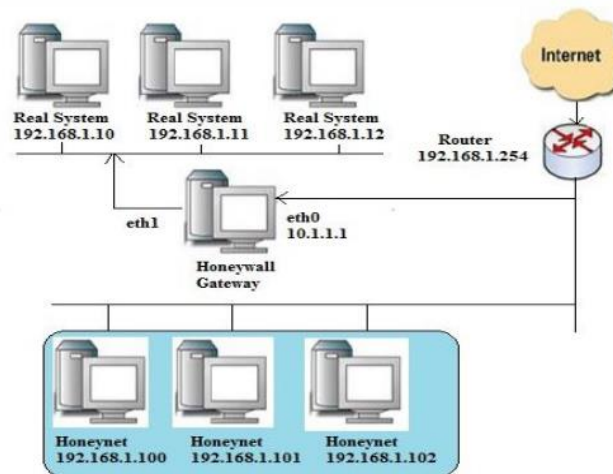 Internet
Real System
192.168.1.10
Real System
192.168.1.11
Real System
192.168.1.12
Router
192.168.1.254
eth1
eth0
10.1.1.1
Honeywall
Gateway
Honeynet
192.168.1.100
Honeynet
192.168.1.101
Honeynet
192.168.1.102